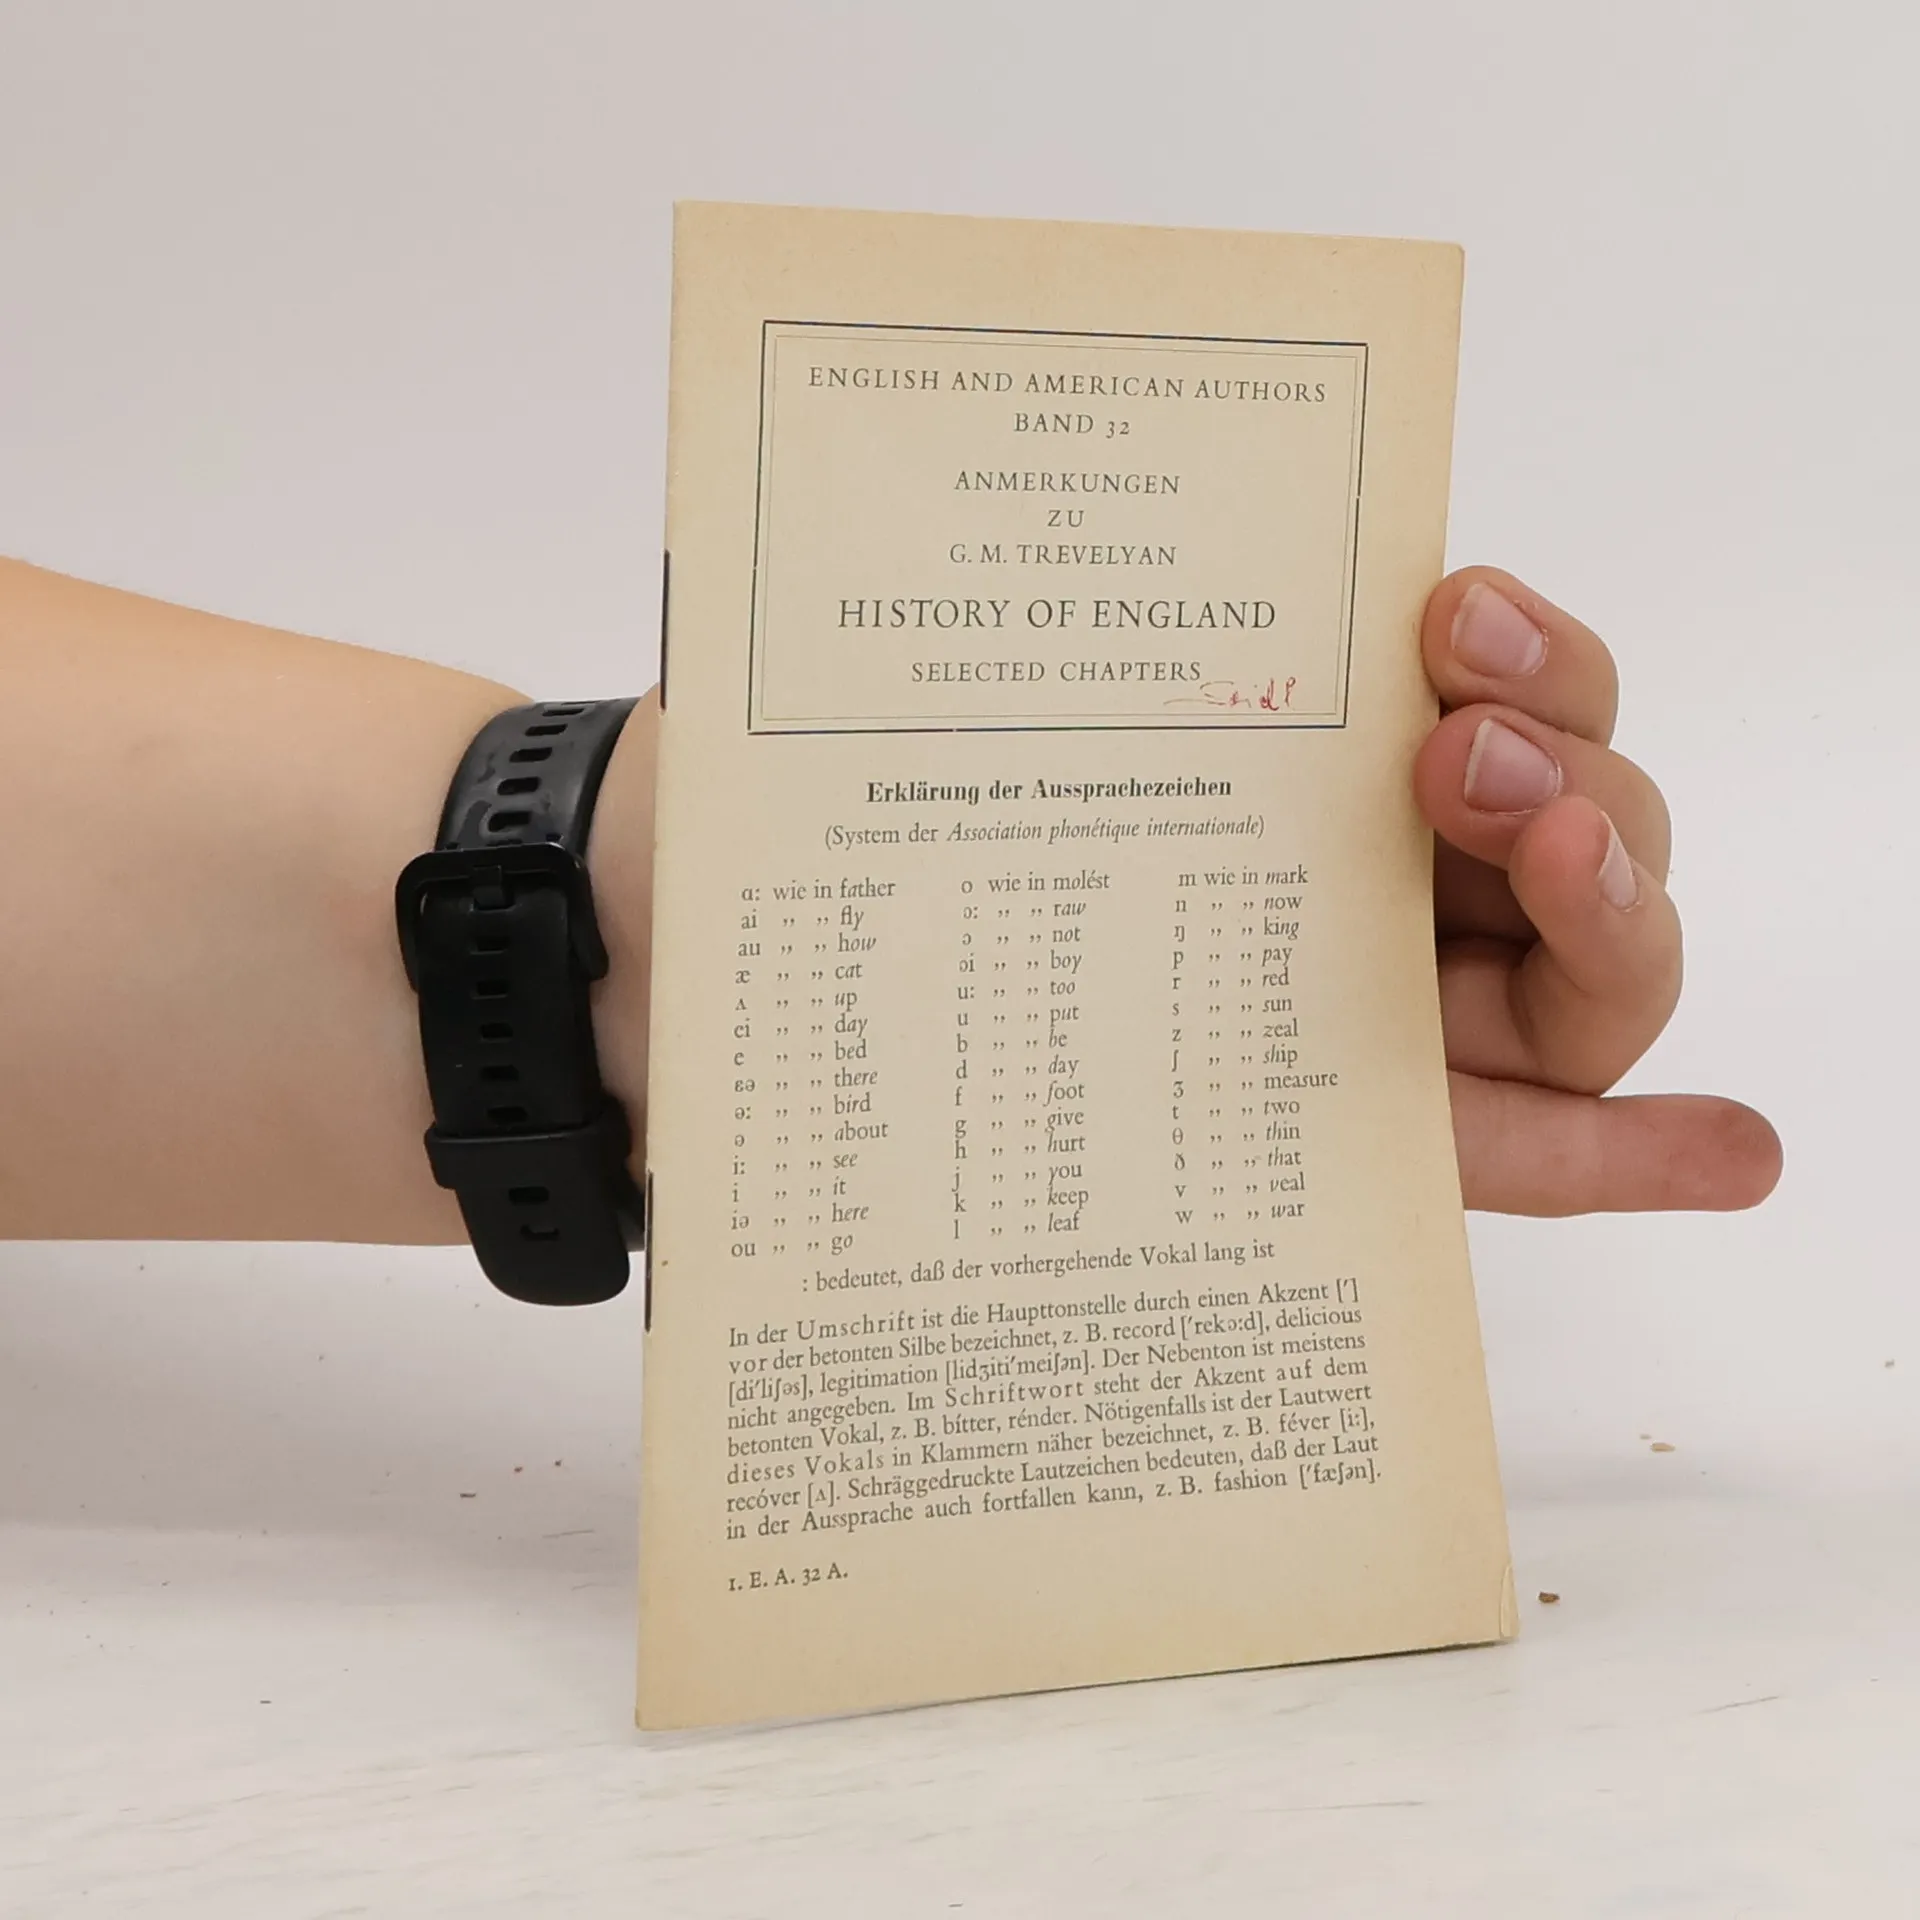 ENGLISH AND AMERICAN AUTHORS
BAND 32
ANMERKUNGEN
ZU
G. M. TREVELYAN
HISTORY OF ENGLAND
SELECTED CHAPTERS
Erklärung der Aussprachezeichen
(System der Association phonétique internationale)
ɑ: wie in father o wie in molést m wie in mark
ai „ „ fly ɔ: „ „ raw n „ „ now
au „ „ how ɔ „ „ not ŋ „ „ king
æ „ „ cat ɔi „ „ boy p „ „ pay
ʌ „ „ up u: „ „ too r „ „ red
ei „ „ day u „ „ put s „ „ sun
e „ „ bed b „ „ be z „ „ zeal
ɛə „ „ there d „ „ day ʃ „ „ ship
ə: „ „ bird f „ „ foot ʒ „ „ measure
ə „ „ about g „ „ give t „ „ two
i: „ „ see h „ „ hurt θ „ „ thin
i „ „ it j „ „ you ð „ „ that
iə „ „ here k „ „ keep v „ „ veal
ou „ „ go l „ „ leaf w „ „ war
: bedeutet, daß der vorhergehende Vokal lang ist
In der Umschrift ist die Haupttonstelle durch einen Akzent [′]
vor der betonten Silbe bezeichnet, z. B. record [′rekɔ:d], delicious
[di′liʃəs], legitimation [lidʒiti′meiʃən]. Der Nebenton ist meistens
nicht angegeben. Im Schriftwort steht der Akzent auf dem
betonten Vokal, z. B. bítter, rénder. Nötigenfalls ist der Lautwert
dieses Vokals in Klammern näher bezeichnet, z. B. féver [i:],
recóver [ʌ]. Schräggedruckte Lautzeichen bedeuten, daß der Laut
in der Aussprache auch fortfallen kann, z. B. fashion [′fæʃən].
1. E. A. 32 A.